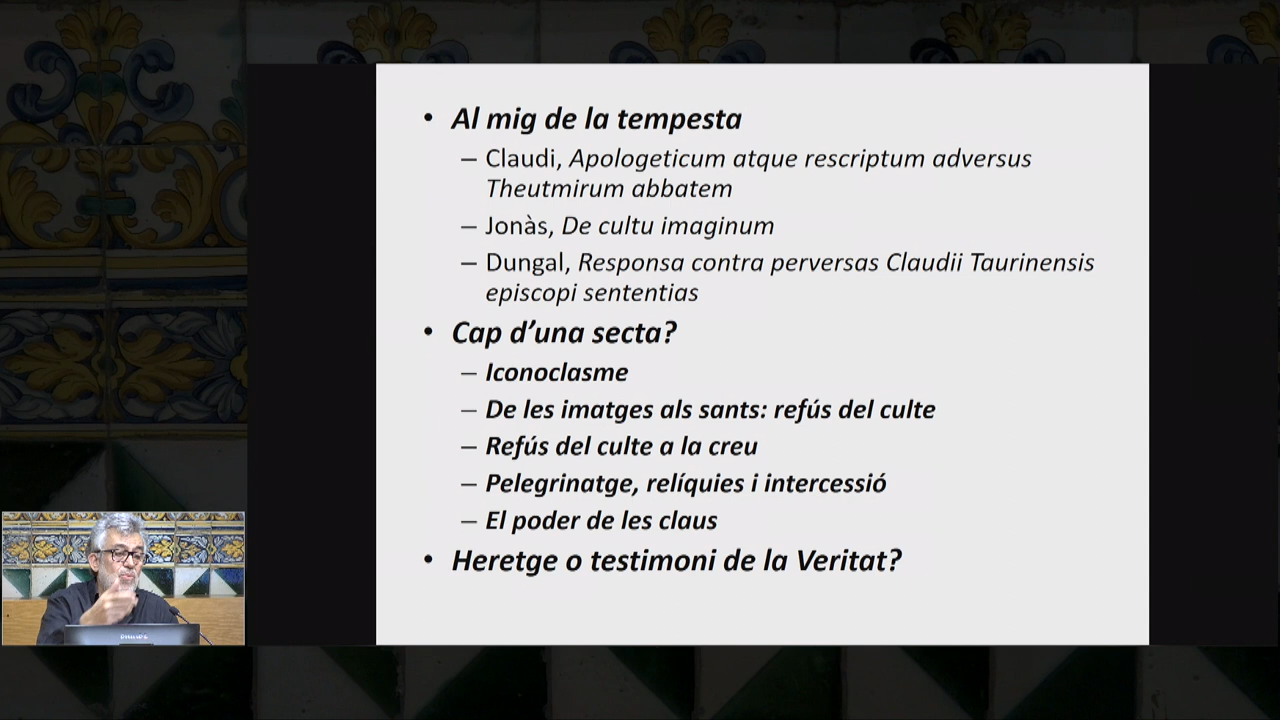 • Al mig de la tempesta
– Claudi, Apologeticum atque rescriptum adversus
Theutmirum abbatem
– Jonàs, De cultu imaginum
– Dungal, Responsa contra perversas Claudii Taurinensis
episcopi sententias
• Cap d’una secta?
– Iconoclasme
– De les imatges als sants: refús del culte
– Refús del culte a la creu
– Pelegrinatge, relíquies i intercessió
– El poder de les claus
• Heretge o testimoni de la Veritat?